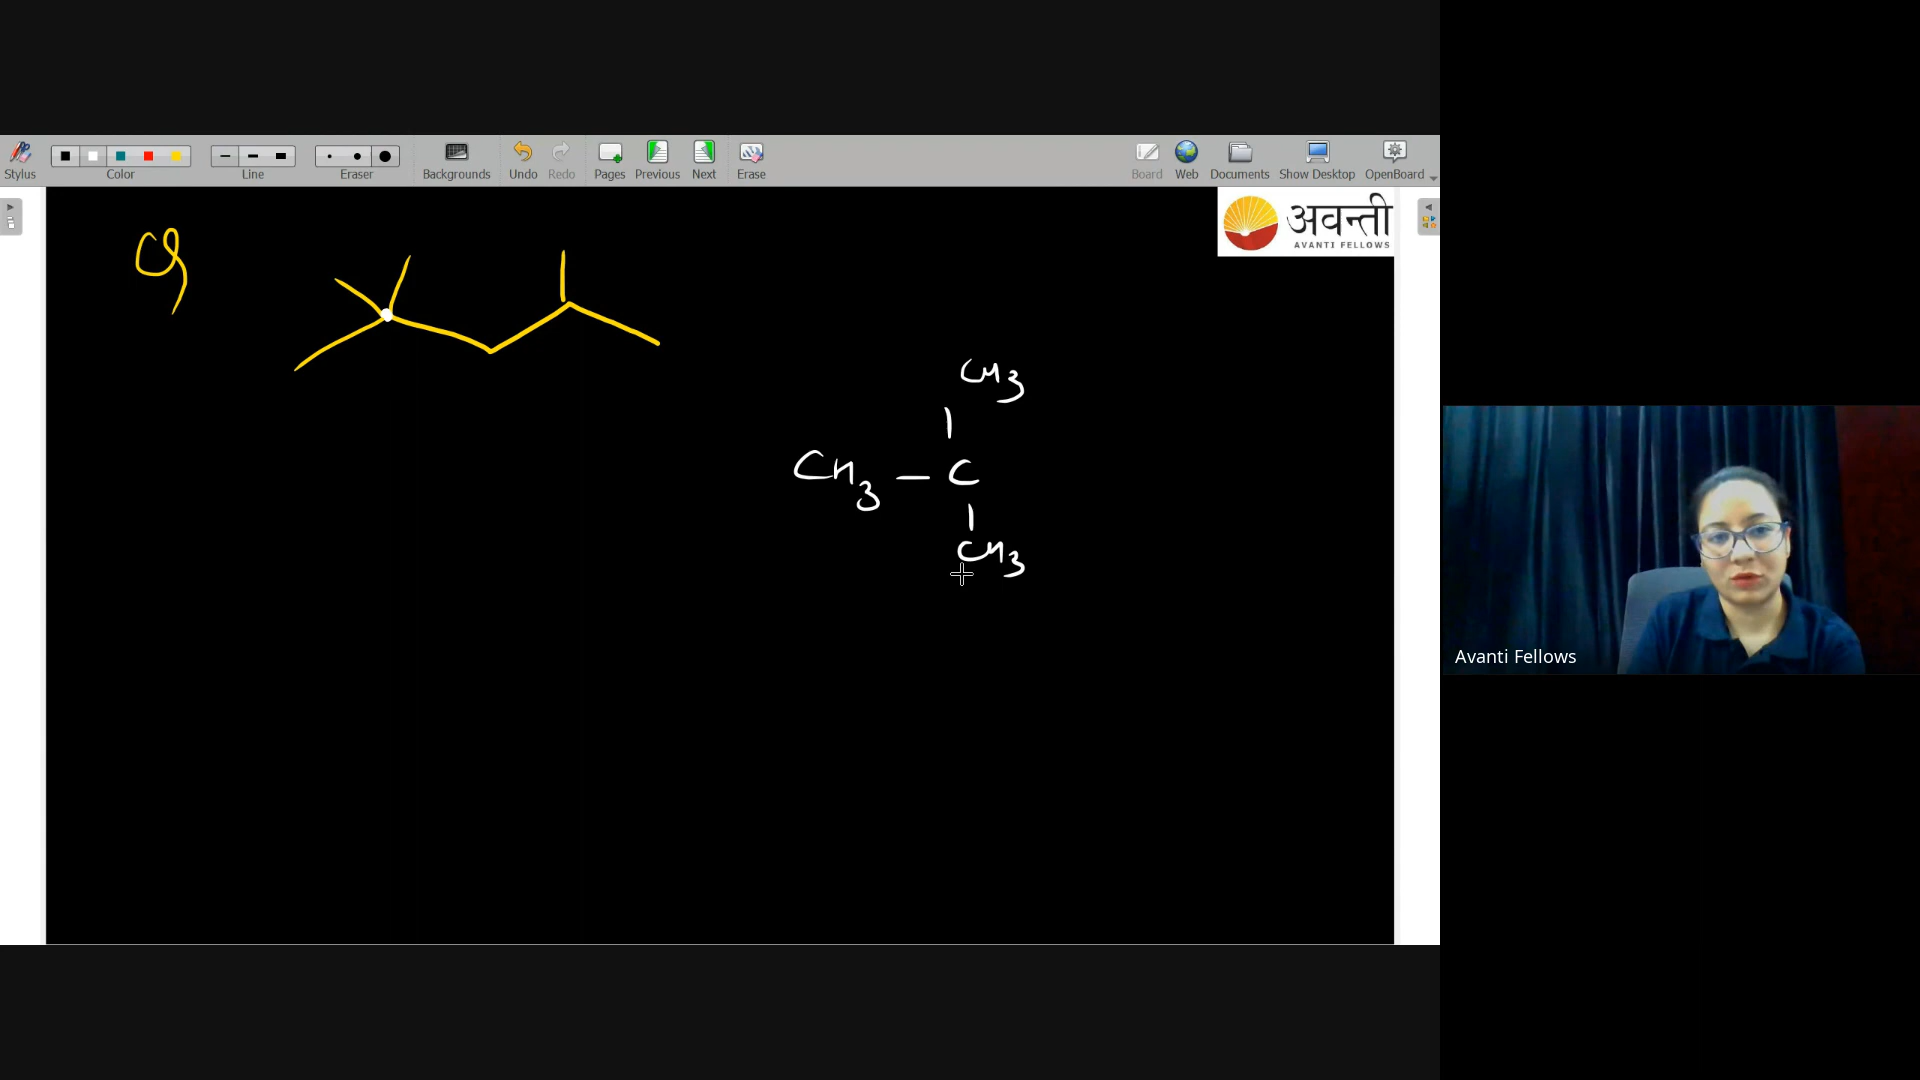 Stylus Color Line Eraser Backgrounds Undo Redo Pages Previous Next Erase Board Web Documents Show Desktop OpenBoard
अवन्ती
AVANTI FELLOWS
Q
CH3
CH3 - C
CH3
Avanti Fellows